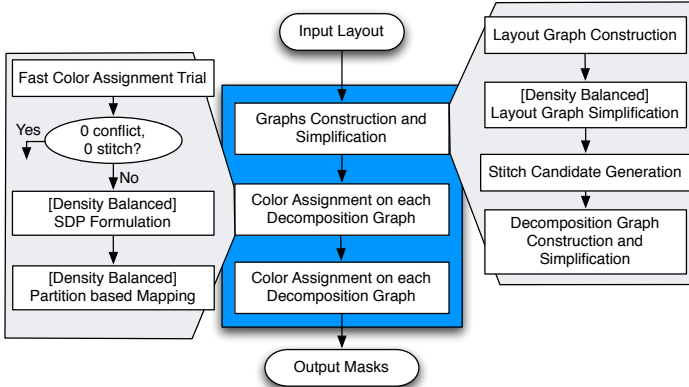 Input Layout
Graphs Construction and
Simplification
Color Assignment on each
Decomposition Graph
Color Assignment on each
Decomposition Graph
Output Masks
Fast Color Assignment Trial
0 conflict,
0 stitch?
Yes
No
[Density Balanced]
SDP Formulation
[Density Balanced]
Partition based Mapping
Layout Graph Construction
[Density Balanced]
Layout Graph Simplification
Stitch Candidate Generation
Decomposition Graph
Construction and
Simplification